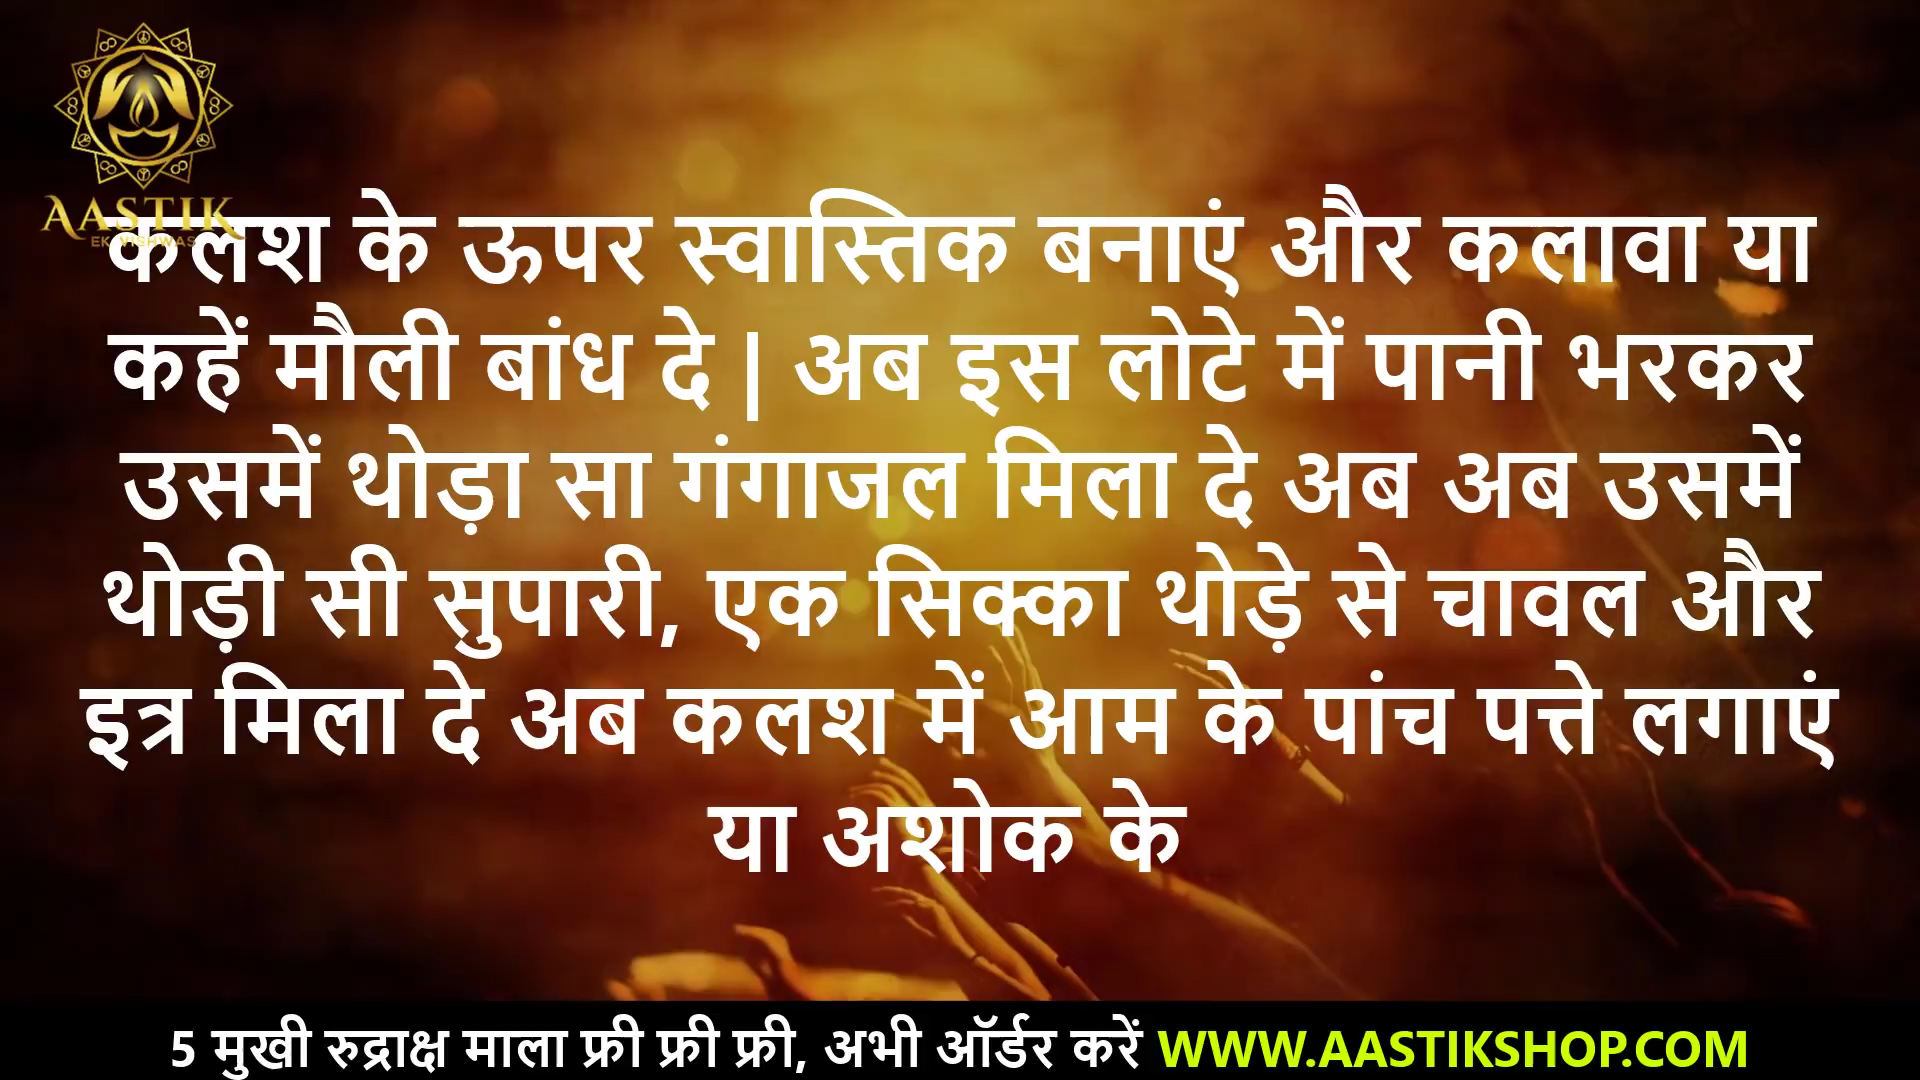 AASTIK
EK VISHWAS
कलश के ऊपर स्वास्तिक बनाएं और कलावा या
कहें मौली बांध दे | अब इस लोटे में पानी भरकर
उसमें थोड़ा सा गंगाजल मिला दे अब अब उसमें
थोड़ी सी सुपारी, एक सिक्का थोड़े से चावल और
इत्र मिला दे अब कलश में आम के पांच पत्ते लगाएं
या अशोक के
5 मुखी रुद्राक्ष माला फ्री फ्री फ्री, अभी ऑर्डर करें WWW.AASTIKSHOP.COM